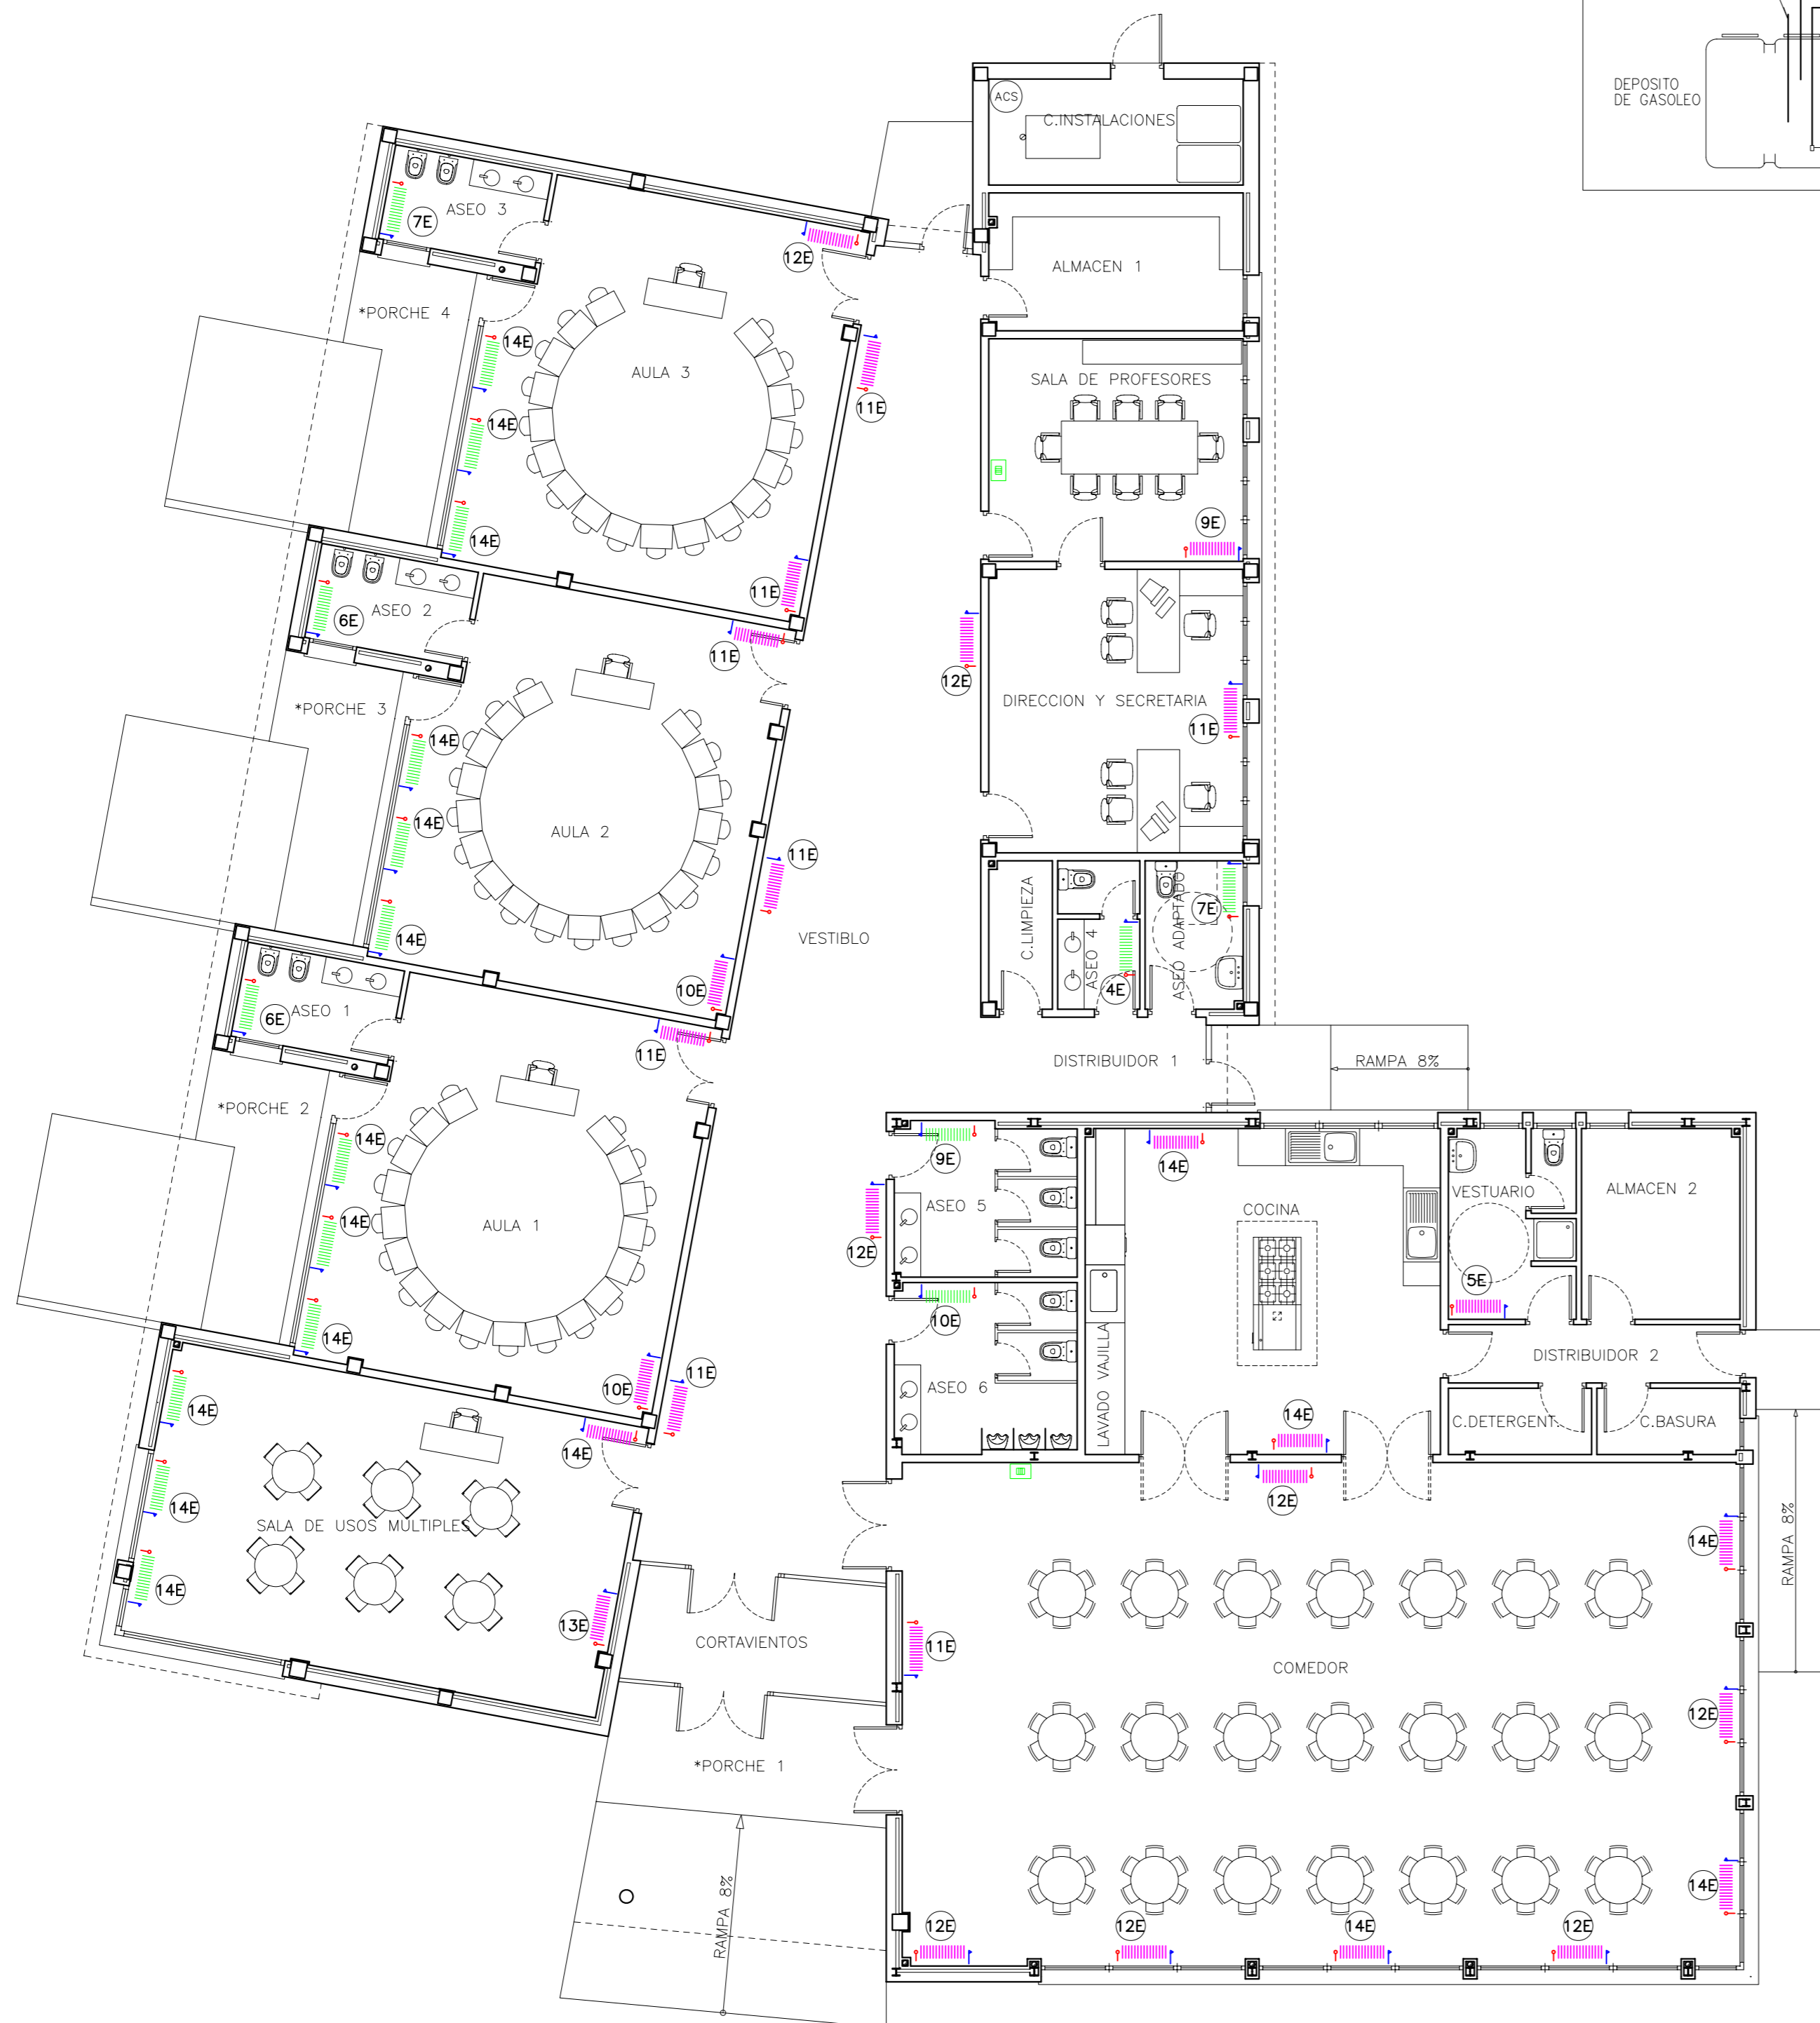 DEPOSITO
DE GASOLEO
ACS
C.INSTALACIONES
ASEO 3
7E
12E
ALMACEN 1
*PORCHE 4
14E
AULA 3
SALA DE PROFESORES
11E
14E
14E
9E
11E
ASEO 2
6E
11E
12E
DIRECCION Y SECRETARIA
11E
*PORCHE 3
14E
14E
AULA 2
14E
11E
VESTIBLO
C.LIMPIEZA
ASEO 4
4E
ASEO ADAPTADO
7E
10E
ASEO 1
6E
11E
DISTRIBUIDOR 1
RAMPA 8%
*PORCHE 2
14E
14E
AULA 1
14E
9E
ASEO 5
12E
14E
COCINA
VESTUARIO
ALMACEN 2
5E
10E
LAVADO VAJILLA
DISTRIBUIDOR 2
ASEO 6
10E
11E
14E
14E
C.DETERGENT.
C.BASURA
14E
12E
14E
SALA DE USOS MULTIPLES
14E
13E
14E
RAMPA 8%
CORTAVIENTOS
11E
COMEDOR
12E
*PORCHE 1
RAMPA 8%
14E
12E
12E
14E
12E